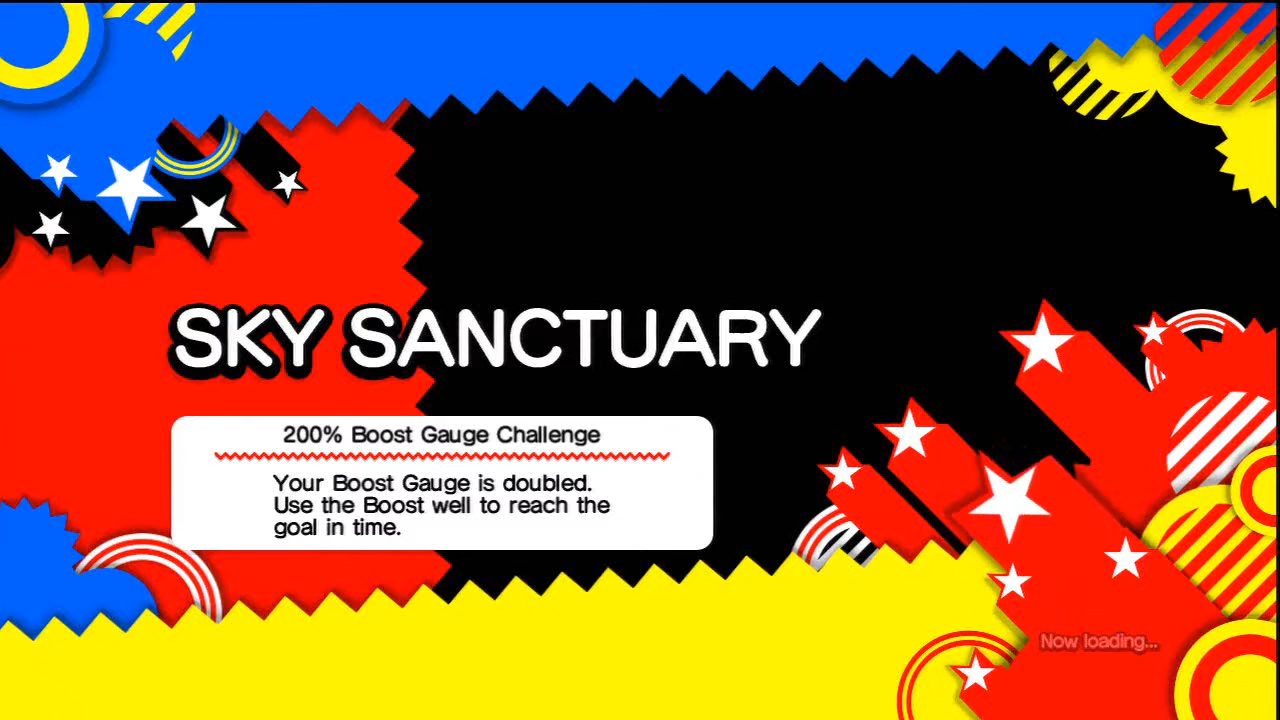 SKY SANCTUARY
200% Boost Gauge Challenge
Your Boost Gauge is doubled.
Use the Boost well to reach the
goal in time.
Now loading...